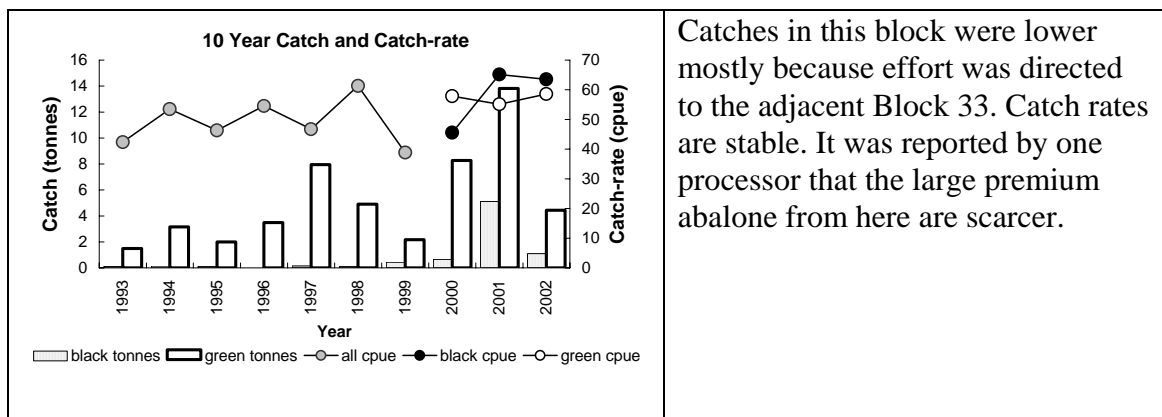 10 Year Catch and Catch-rate
16
14
12
10
8
6
4
2
0
Catch (tonnes)
70
60
50
40
30
20
10
0
Catch-rate (cpue)
1993
1994
1995
1996
1997
1998
1999
2000
2001
2002
Year
black tonnes green tonnes all cpue black cpue green cpue
Catches in this block were lower
mostly because effort was directed
to the adjacent Block 33. Catch rates
are stable. It was reported by one
processor that the large premium
abalone from here are scarcer.